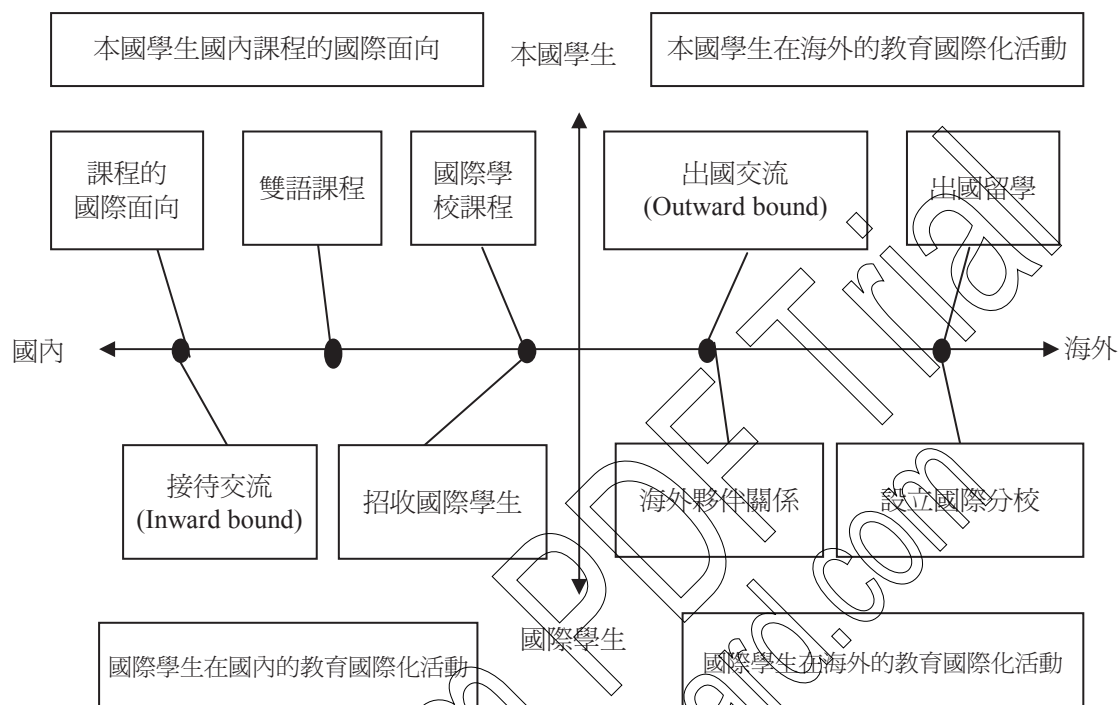 本國學生國內課程的國際面向
本國學生
本國學生在海外的教育國際化活動
課程的
國際面向
雙語課程
國際學
校課程
出國交流
(Outward bound)
出國留學
國內
海外
接待交流
(Inward bound)
招收國際學生
海外夥伴關係
設立國際分校
國際學生
國際學生在國內的教育國際化活動
國際學生在海外的教育國際化活動
PDF Trial